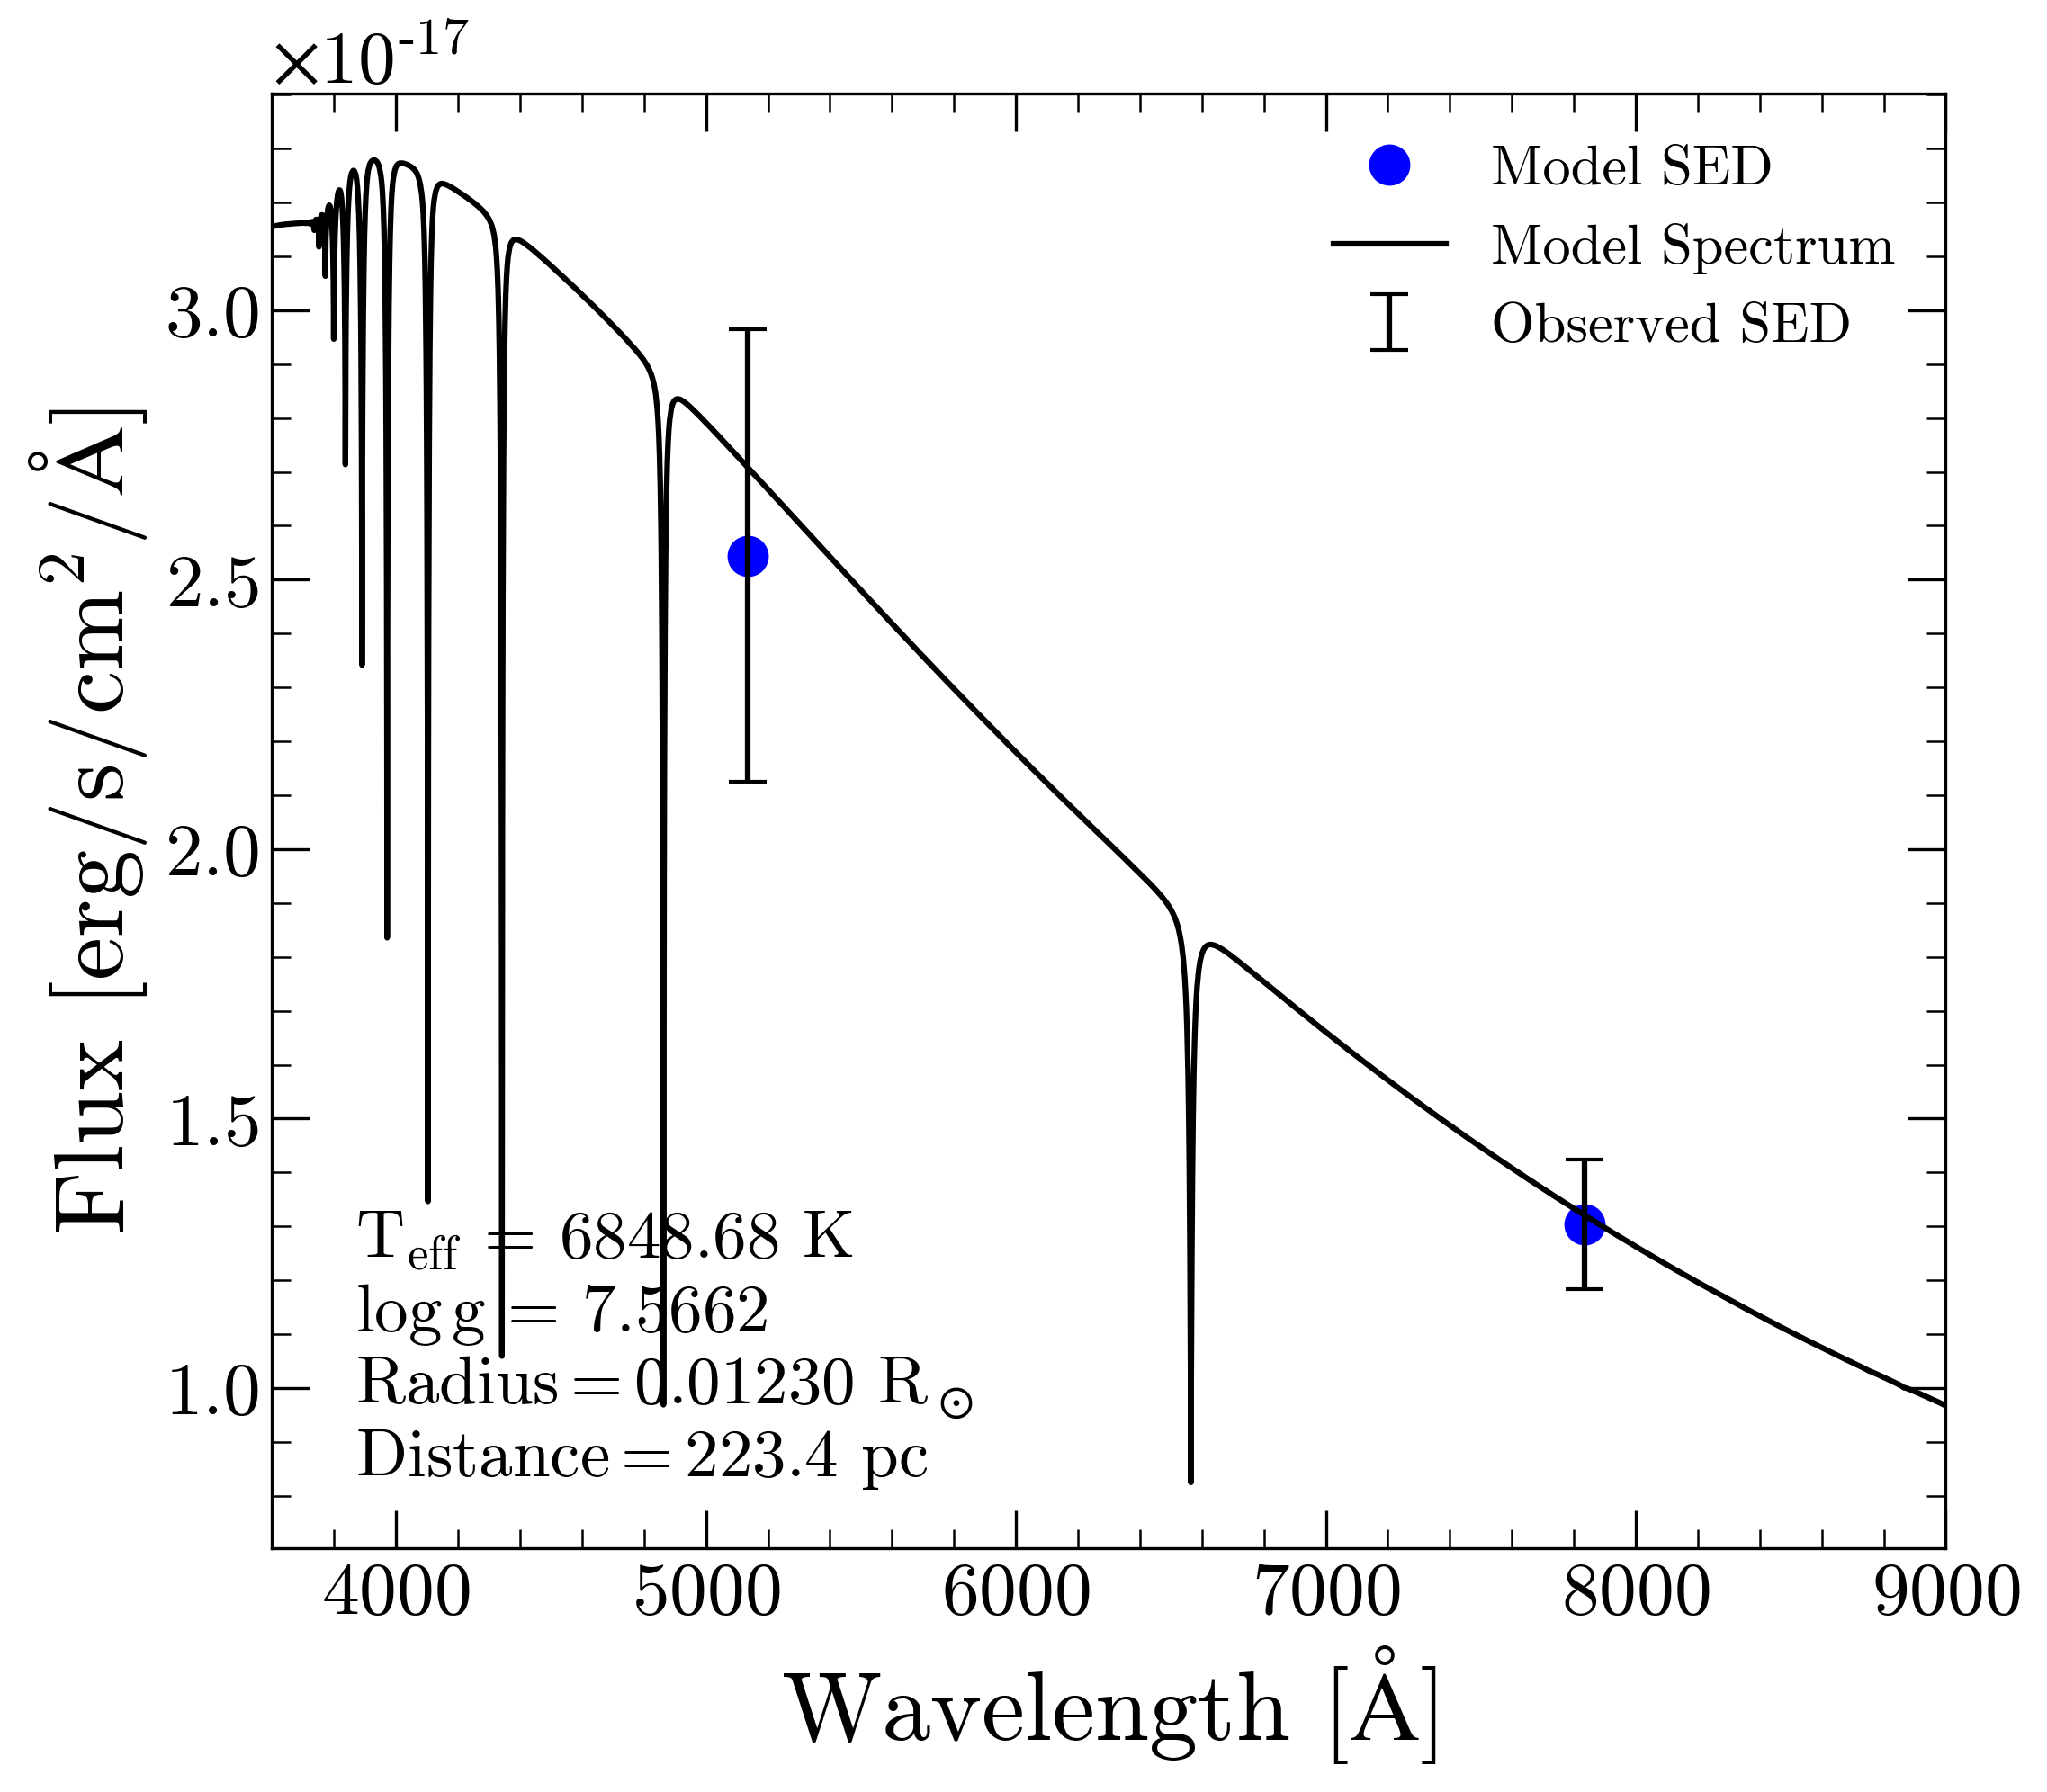 ×10⁻¹⁷
Flux [erg/s/cm²/Å]
3.0
2.5
2.0
1.5
1.0
Model SED
Model Spectrum
Observed SED
T_eff = 6848.68 K
log g = 7.5662
Radius = 0.01230 R_⊙
Distance = 223.4 pc
4000 5000 6000 7000 8000 9000
Wavelength [Å]